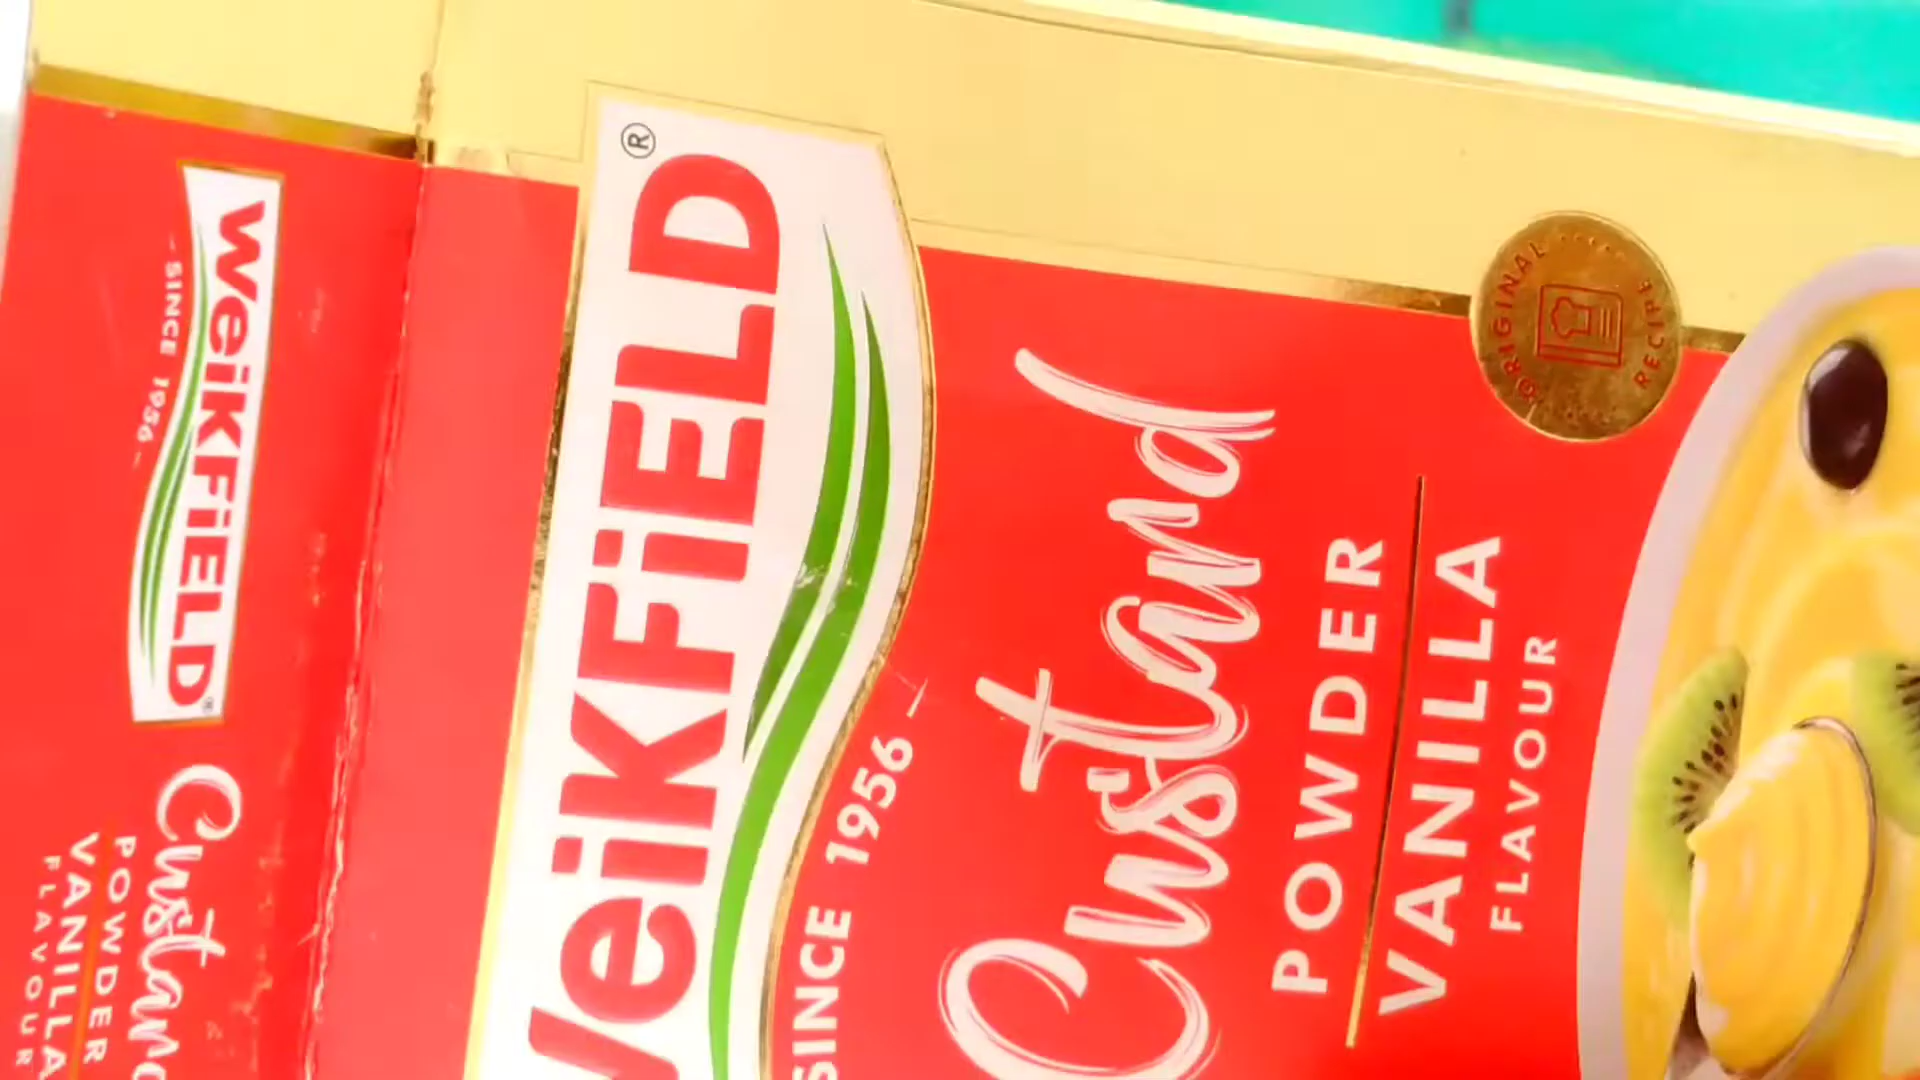 WeiKFiELD
SINCE 1956
Custard
POWDER
VANILLA
FLAVOUR
WeiKFiELD®
SINCE 1956
Custard
POWDER
VANILLA
FLAVOUR
ORIGINAL
RECIPE